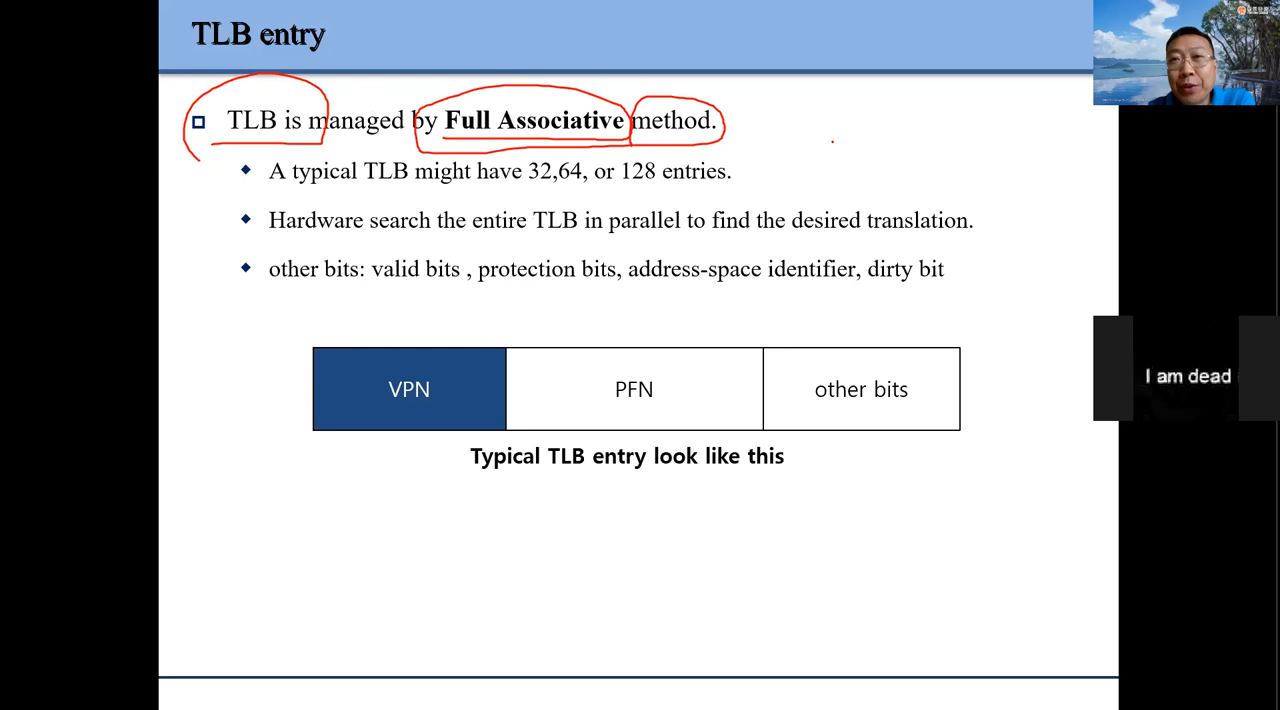 TLB entry
TLB is managed by Full Associative method.
A typical TLB might have 32,64, or 128 entries.
Hardware search the entire TLB in parallel to find the desired translation.
other bits: valid bits , protection bits, address-space identifier, dirty bit
VPN PFN other bits
Typical TLB entry look like this
I am dead